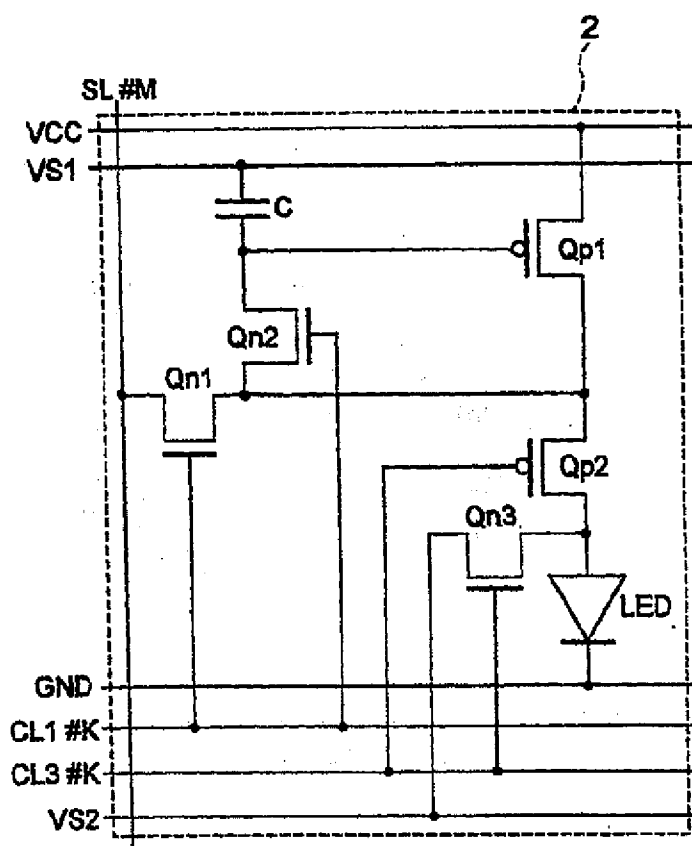 2
SL #M
VCC
VS1
C
Qp1
Qn2
Qn1
Qp2
Qn3
LED
GND
CL1 #K
CL3 #K
VS2